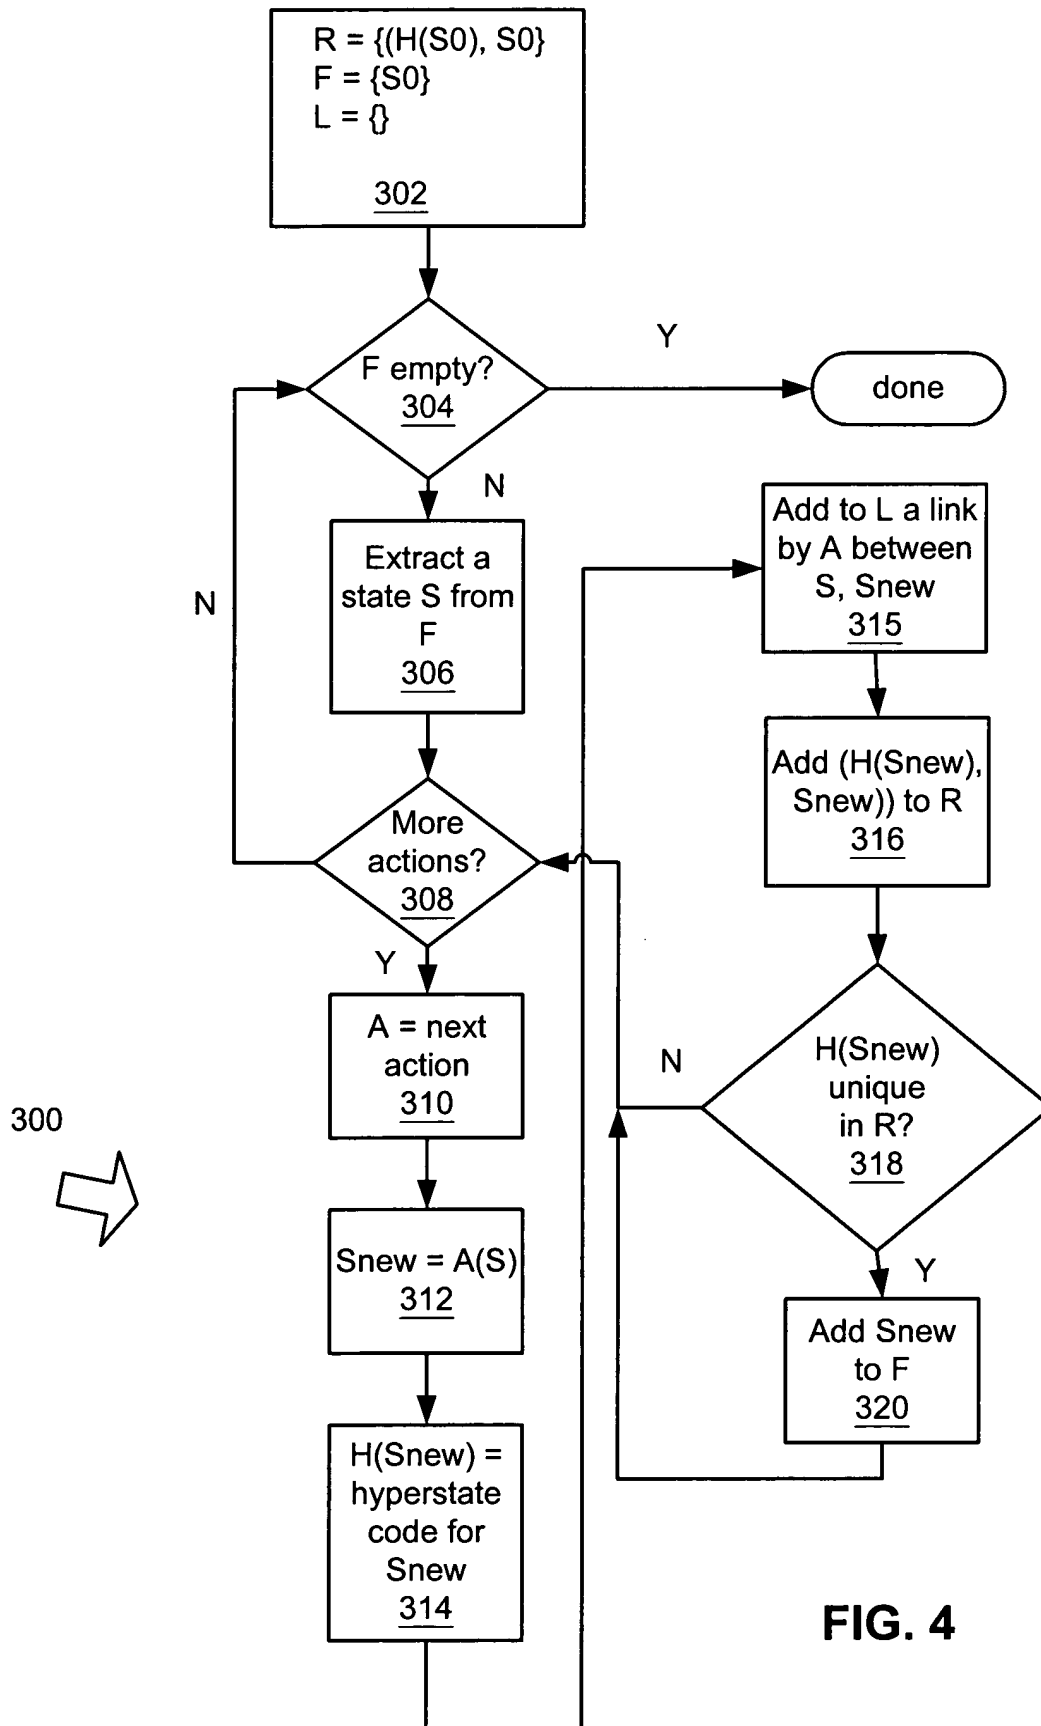 R = {(H(S0), S0}
F = {S0}
L = {}
302
F empty?
304
Y
done
N
Extract a
state S from
F
306
N
More
actions?
308
Y
A = next
action
310
Snew = A(S)
312
H(Snew) =
hyperstate
code for
Snew
314
Add to L a link
by A between
S, Snew
315
Add (H(Snew),
Snew)) to R
316
H(Snew)
unique
in R?
318
N
Y
Add Snew
to F
320
300
FIG. 4